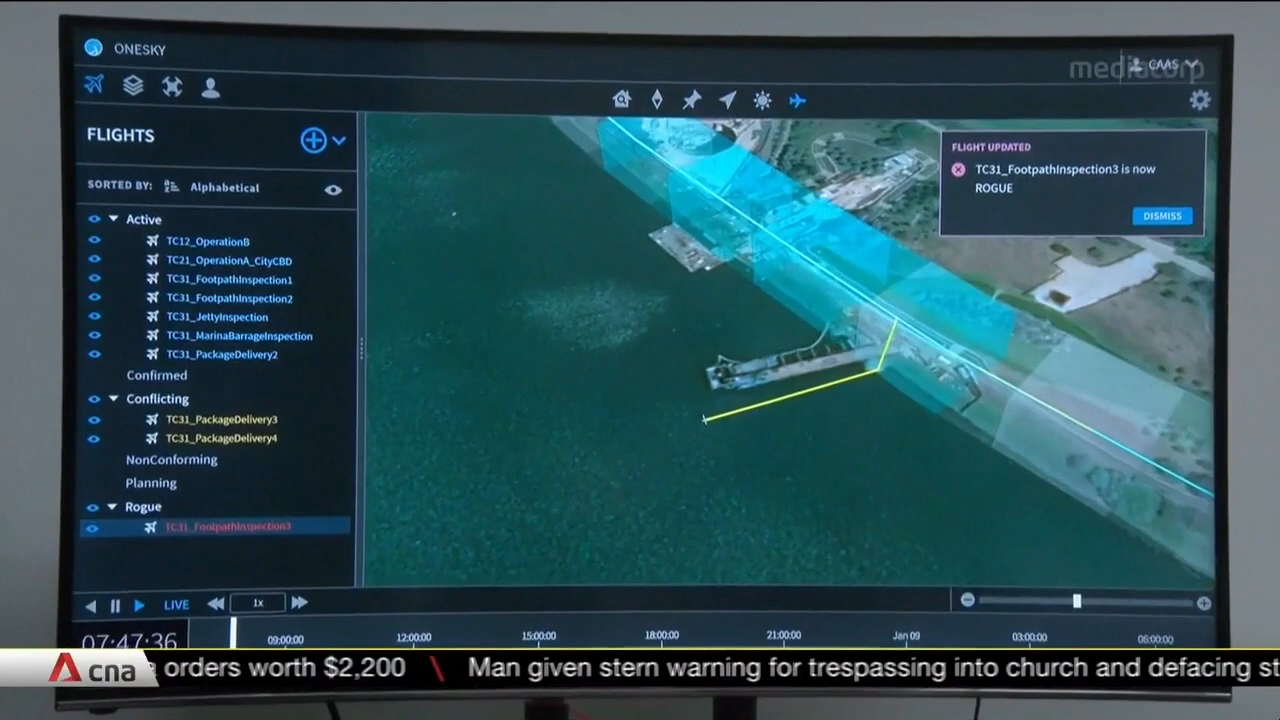 ONESKY
mediacorp
CAAS
FLIGHTS
SORTED BY: Alphabetical
FLIGHT UPDATED
TC31_FootpathInspection3 is now
ROGUE
DISMISS
Active
TC12_OperationB
TC21_OperationA_CityCBD
TC31_FootpathInspection1
TC31_FootpathInspection2
TC31_JettyInspection
TC31_MarinaBarrageInspection
TC31_PackageDelivery2
Confirmed
Conflicting
TC31_PackageDelivery3
TC31_PackageDelivery4
NonConforming
Planning
Rogue
TC31_FootpathInspection3
LIVE 1x
07:47:36 09:00:00 12:00:00 15:00:00 18:00:00 21:00:00 Jan 09 03:00:00 06:00:00
cna orders worth $2,200 \ Man given stern warning for trespassing into church and defacing st